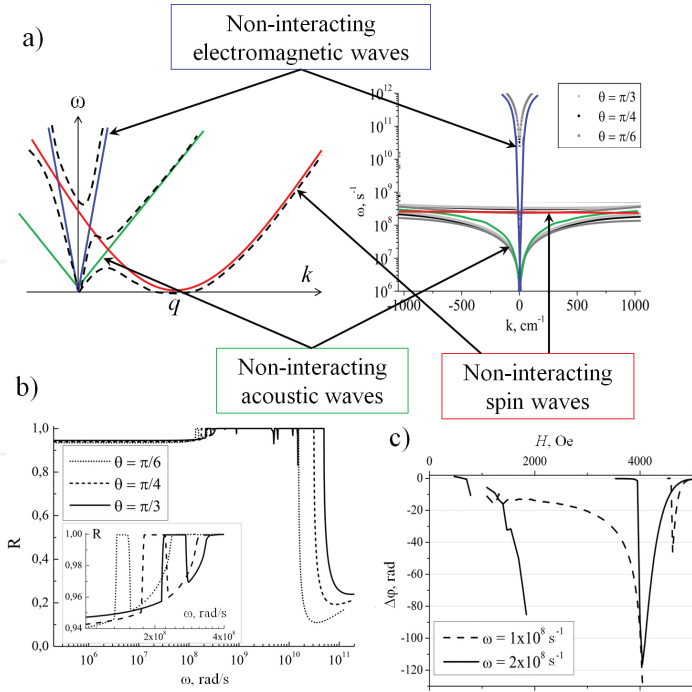 a)
Non-interacting
electromagnetic waves
ω
k
q
ω, s⁻¹
10¹²
10¹¹
10¹⁰
10⁹
10⁸
10⁷
10⁶
θ = π/3
θ = π/4
θ = π/6
-1000 -500 0 500 1000
k, cm⁻¹
Non-interacting
acoustic waves
Non-interacting
spin waves
b)
R
1,0
0,8
0,6
0,4
0,2
0,0
θ = π/6
θ = π/4
θ = π/3
R
1,00
0,98
0,96
0,94
ω, rad/s
2x10⁸ 4x10⁸
10⁶ 10⁷ 10⁸ 10⁹ 10¹⁰ 10¹¹
ω, rad/s
c)
H, Oe
0 2000 4000
Δφ, rad
0
-20
-40
-60
-80
-100
-120
ω = 1x10⁸ s⁻¹
ω = 2x10⁸ s⁻¹